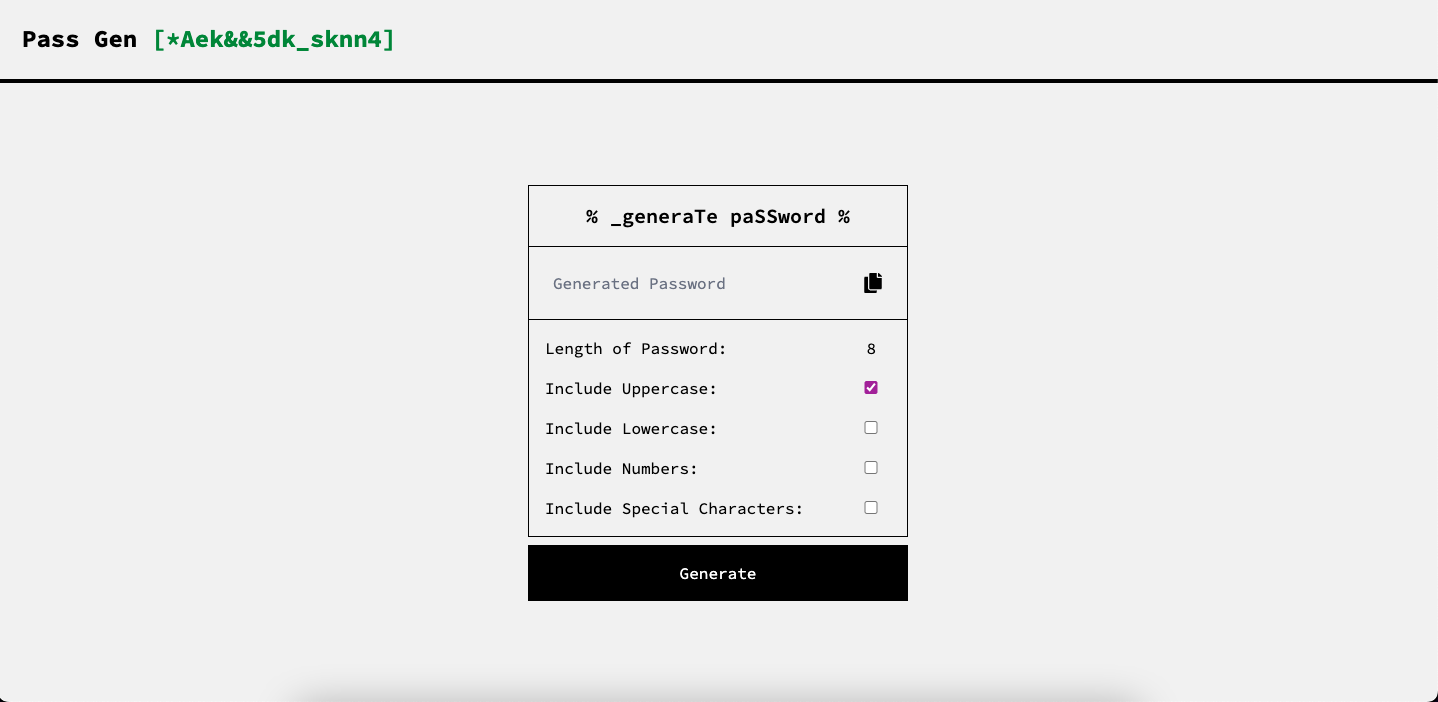 Pass Gen [*Aek&&5dk_sknn4]
% _generaTe paSSword %
Generated Password
Length of Password: 8
Include Uppercase:
Include Lowercase:
Include Numbers:
Include Special Characters:
Generate